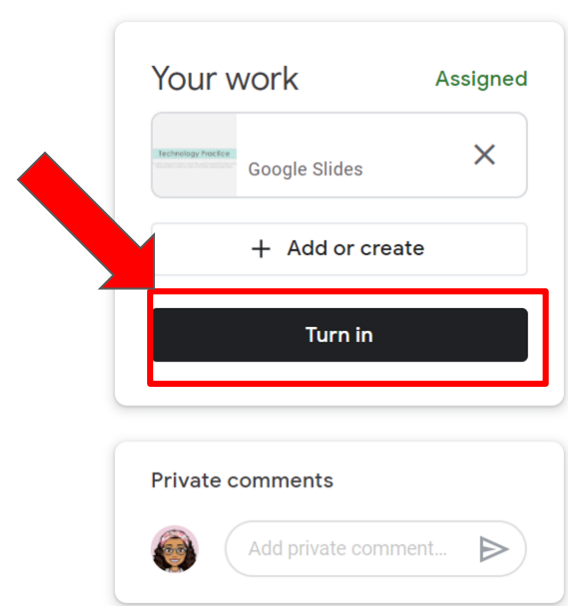 Your work
Assigned
Technology Practice
Google Slides
+ Add or create
Turn in
Private comments
Add private comment...